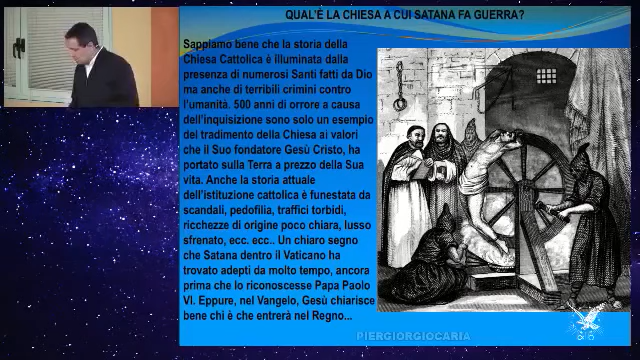 QUAL'È LA CHIESA A CUI SATANA FA GUERRA?
Sappiamo bene che la storia della
Chiesa Cattolica è illuminata dalla
presenza di numerosi Santi fatti da Dio
ma anche di terribili crimini contro
l'umanità. 500 anni di orrore a causa
dell'inquisizione sono solo un esempio
del tradimento della Chiesa ai valori
che il Suo fondatore Gesù Cristo, ha
portato sulla Terra a prezzo della Sua
vita. Anche la storia attuale
dell'istituzione cattolica è funestata da
scandali, pedofilia, traffici torbidi,
ricchezze di origine poco chiara, lusso
sfrenato, ecc. ecc.. Un chiaro segno
che Satana dentro il Vaticano ha
trovato adepti da molto tempo, ancora
prima che lo riconoscesse Papa Paolo
VI. Eppure, nel Vangelo, Gesù chiarisce
bene chi è che entrerà nel Regno...
PIERGIORGIOCARIA